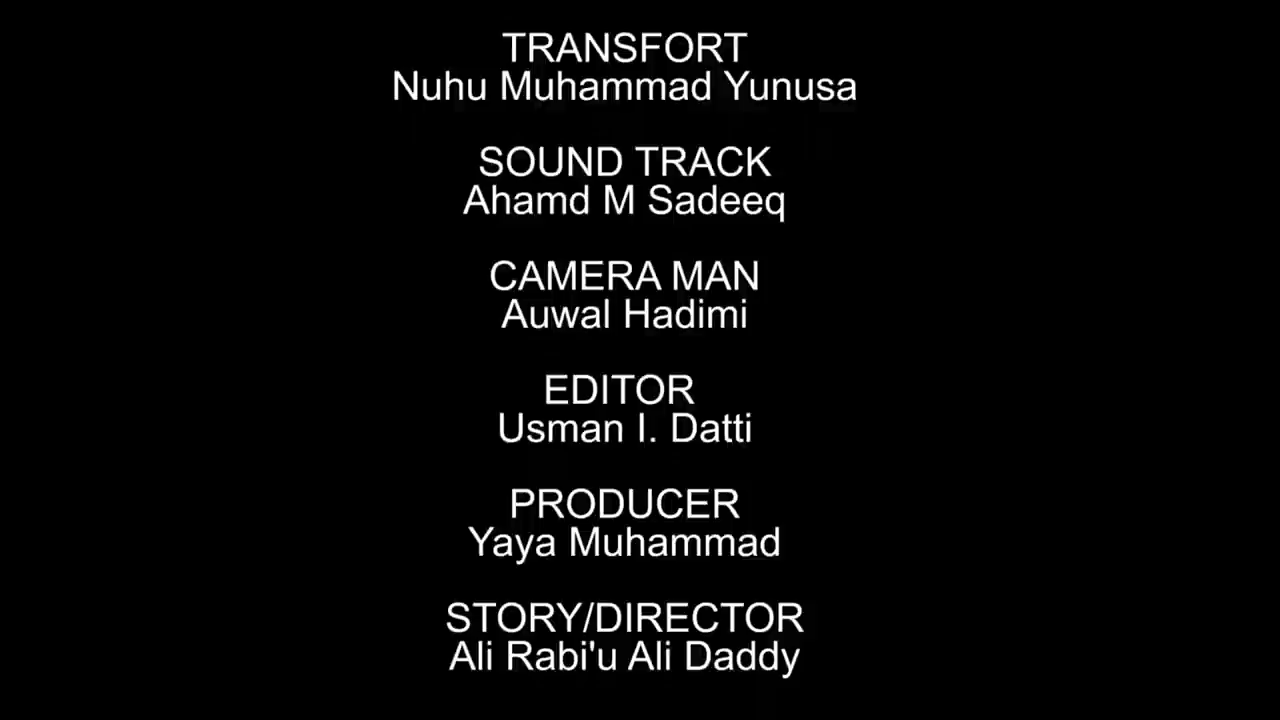 TRANSFORT
Nuhu Muhammad Yunusa
SOUND TRACK
Ahamd M Sadeeq
CAMERA MAN
Auwal Hadimi
EDITOR
Usman I. Datti
PRODUCER
Yaya Muhammad
STORY/DIRECTOR
Ali Rabi'u Ali Daddy